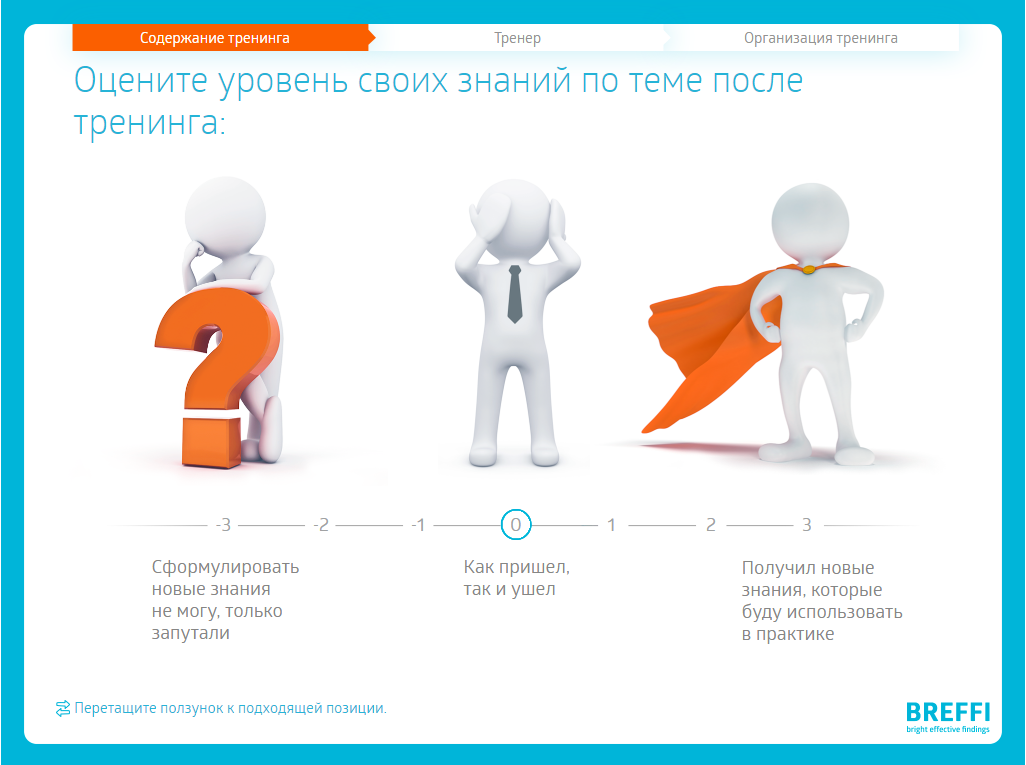 Содержание тренинга
Тренер
Организация тренинга
Оцените уровень своих знаний по теме после
тренинга:
-3 -2 -1 0 1 2 3
Сформулировать
новые знания
не могу, только
запутали
Как пришел,
так и ушел
Получил новые
знания, которые
буду использовать
в практике
Перетащите ползунок к подходящей позиции.
BREFFI
bright effective findings